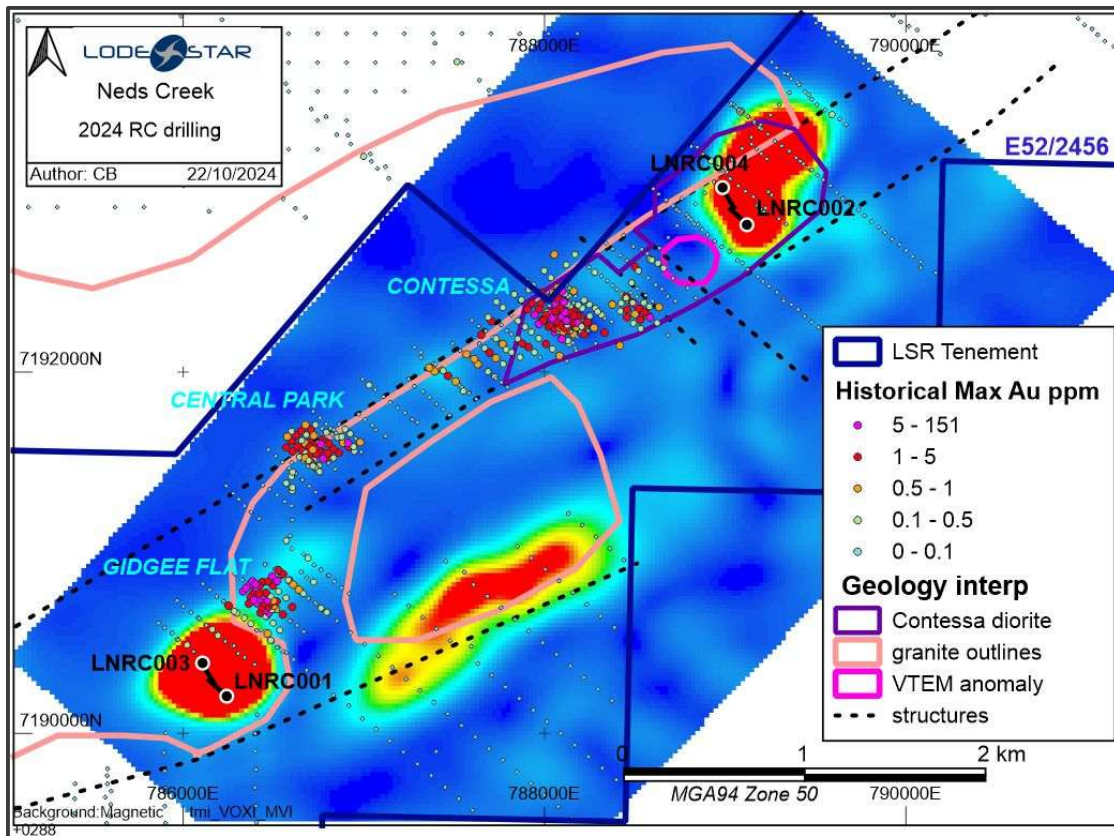 LODESTAR
Neds Creek
2024 RC drilling
Author: CB 22/10/2024
788000E
790000E
E52/2456
LNRC004
LNRC002
CONTESSA
7192000N
CENTRAL PARK
GIDGEE FLAT
LNRC003
LNRC001
7190000N
LSR Tenement
Historical Max Au ppm
5 - 151
1 - 5
0.5 - 1
0.1 - 0.5
0 - 0.1
Geology interp
Contessa diorite
granite outlines
VTEM anomaly
structures
0 1 2 km
MGA94 Zone 50
786000E
788000E
790000E
Background:Magnetic tmi_VOXI_MVI
+0288